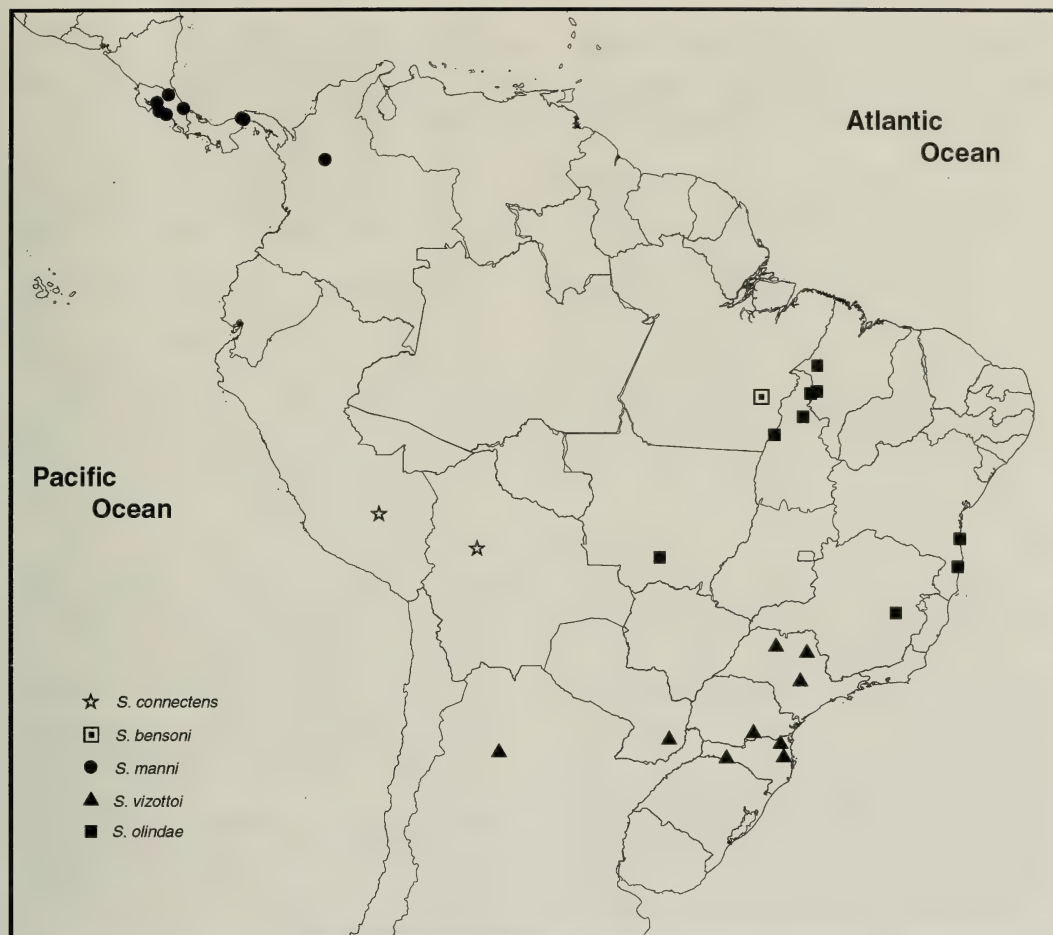 Atlantic
Ocean
Pacific
Ocean
S. connectens
S. bensoni
S. manni
S. vizottoi
S. olindae